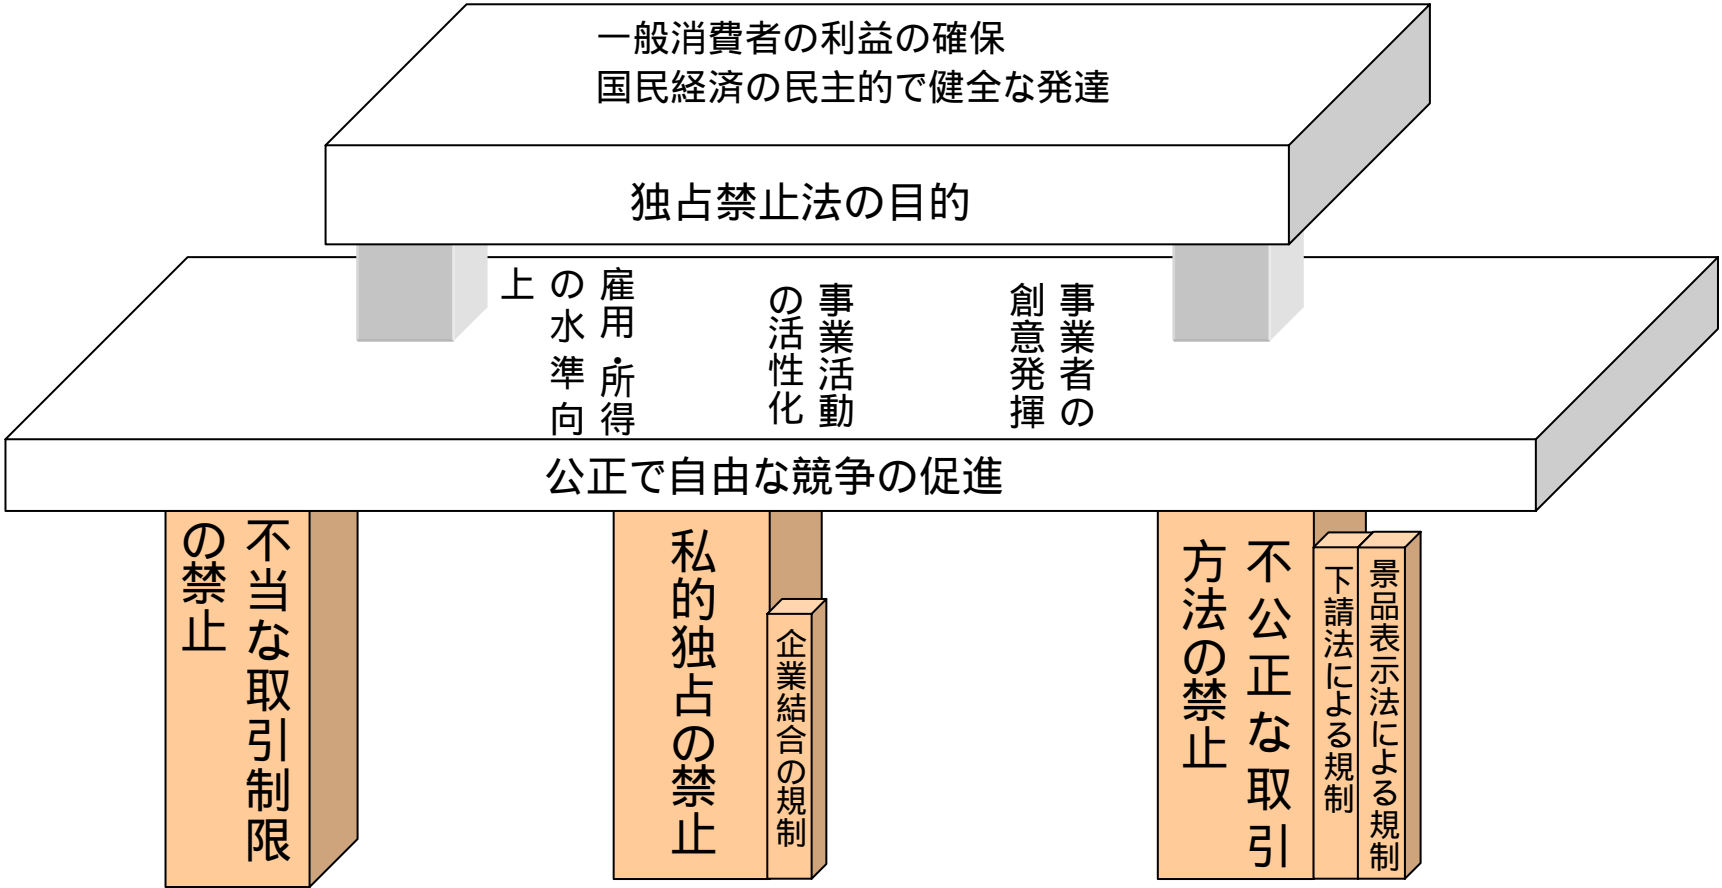 一般消費者の利益の確保
国民経済の民主的で健全な発達
独占禁止法の目的
事業者の
創意発揮
事業活動
の活性化
雇用・所得
の水準向
上
公正で自由な競争の促進
不当な取引制限
の禁止
私的独占の禁止
企業結合の規制
不公正な取引
方法の禁止
下請法による規制
景品表示法による規制